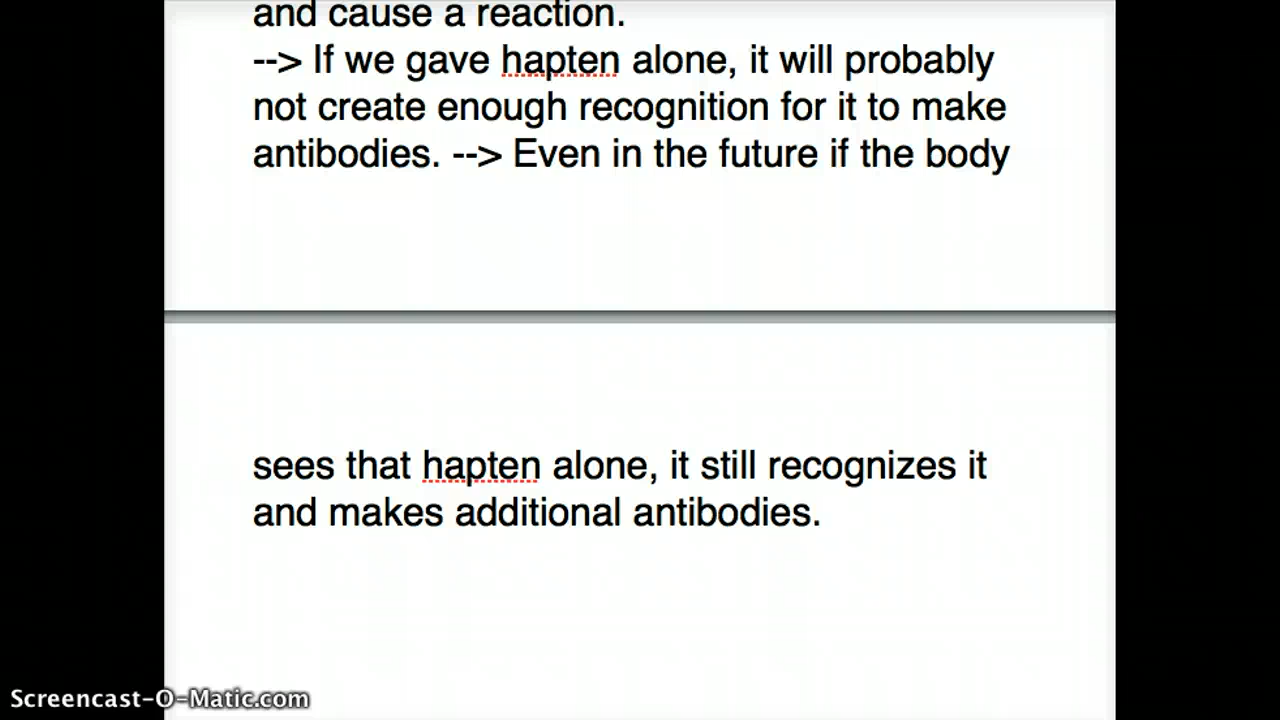 and cause a reaction.
--> If we gave hapten alone, it will probably
not create enough recognition for it to make
antibodies. --> Even in the future if the body
sees that hapten alone, it still recognizes it
and makes additional antibodies.
Screencast-O-Matic.com